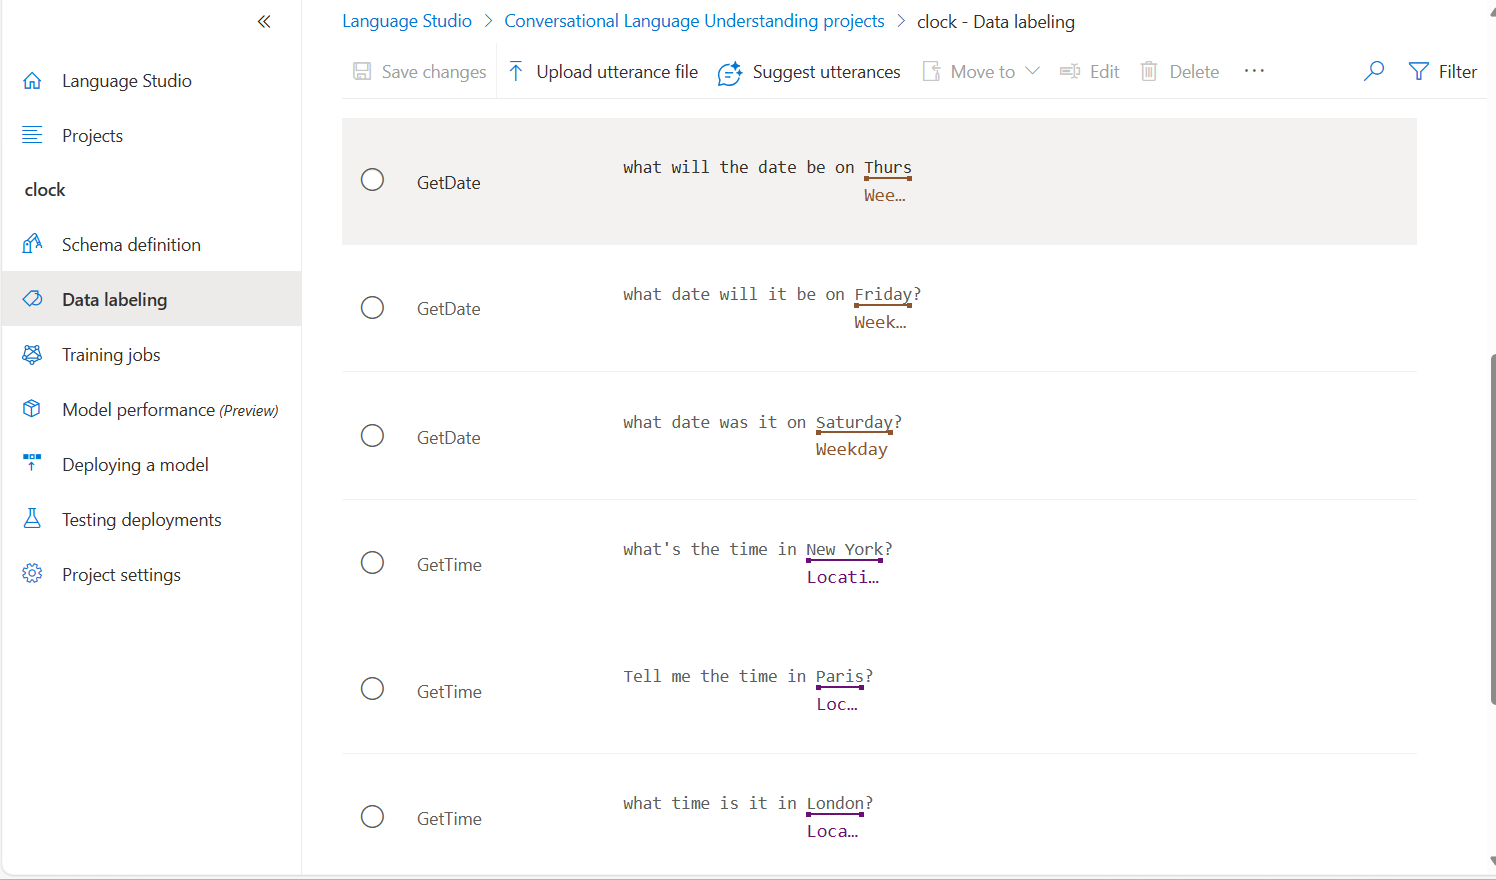 Language Studio > Conversational Language Understanding projects > clock - Data labeling
Save changes Upload utterance file Suggest utterances Move to Edit Delete ... Filter
Language Studio
Projects
clock
Schema definition
Data labeling
Training jobs
Model performance (Preview)
Deploying a model
Testing deployments
Project settings
GetDate what will the date be on Thurs
Wee...
GetDate what date will it be on Friday?
Week...
GetDate what date was it on Saturday?
Weekday
GetTime what's the time in New York?
Locati...
GetTime Tell me the time in Paris?
Loc...
GetTime what time is it in London?
Loca...